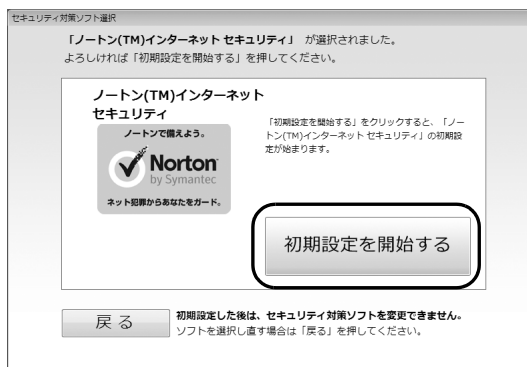 セキュリティ対策ソフト選択
「ノートン(TM)インターネット セキュリティ」 が選択されました。
よろしければ「初期設定を開始する」を押してください。
ノートン(TM)インターネット
セキュリティ
ノートンで備えよう。
Norton
by Symantec
ネット犯罪からあなたをガード。
「初期設定を開始する」をクリックすると、「ノー
トン(TM)インターネット セキュリティ」の初期設
定が始まります。
初期設定を開始する
戻る
初期設定した後は、セキュリティ対策ソフトを変更できません。
ソフトを選択し直す場合は「戻る」を押してください。